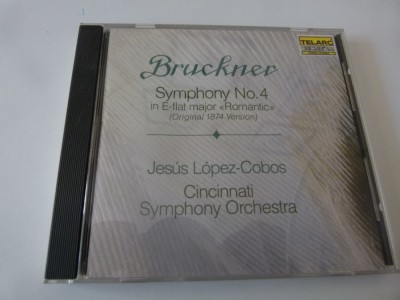 TELARC
Bruckner
Symphony No. 4
in E-flat major «Romantic»
(Original 1874 Version)
Jesús López-Cobos
Cincinnati
Symphony Orchestra